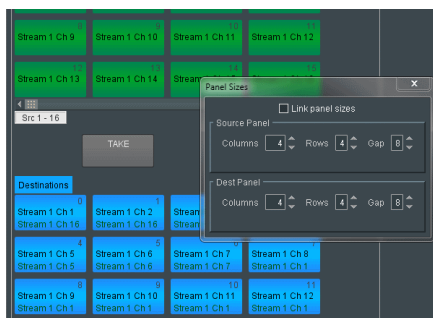 8 9 10 11
Stream 1 Ch 9 Stream 1 Ch 10 Stream 1 Ch 11 Stream 1 Ch 12
12 13 14 15
Stream 1 Ch 13 Stream 1 Ch 14
Panel Sizes x
Link panel sizes
Src 1 - 16
Source Panel
TAKE
Columns 4 Rows 4 Gap 8
Dest Panel
Destinations
Columns 4 Rows 4 Gap 8
0 1
Stream 1 Ch 1 Stream 1 Ch 2
Stream 1 Ch 16 Stream 1 Ch 16
4 5 6 7
Stream 1 Ch 5 Stream 1 Ch 6 Stream 1 Ch 7 Stream 1 Ch 8
Stream 1 Ch 5 Stream 1 Ch 6 Stream 1 Ch 7 Stream 1 Ch 1
8 9 10 11
Stream 1 Ch 9 Stream 1 Ch 10 Stream 1 Ch 11 Stream 1 Ch 12
Stream 1 Ch 1 Stream 1 Ch 1 Stream 1 Ch 1 Stream 1 Ch 1